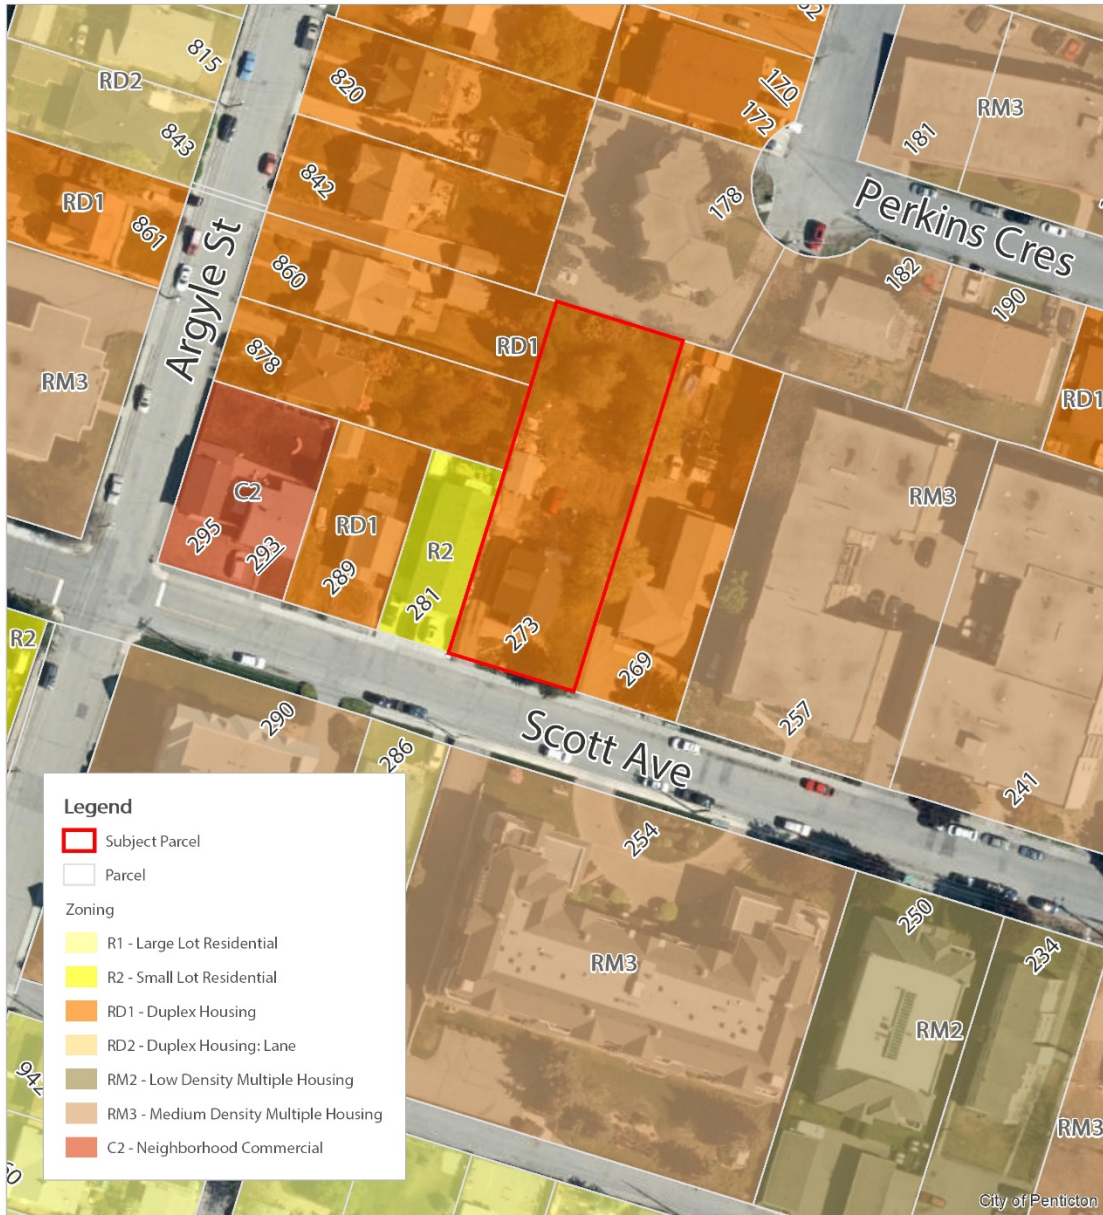 815
RD2
843
RD1
861
Argyle St
RM3
820
842
860
878
170
172
178
181
RM3
Perkins Cres
182
190
RD1
RD1
C2
295
293
RD1
289
R2
281
273
269
RM3
257
241
R2
290
286
Scott Ave
254
RM3
250
234
RM2
RM3
942
Legend
Subject Parcel
Parcel
Zoning
R1 - Large Lot Residential
R2 - Small Lot Residential
RD1 - Duplex Housing
RD2 - Duplex Housing: Lane
RM2 - Low Density Multiple Housing
RM3 - Medium Density Multiple Housing
C2 - Neighborhood Commercial
City of Penticton